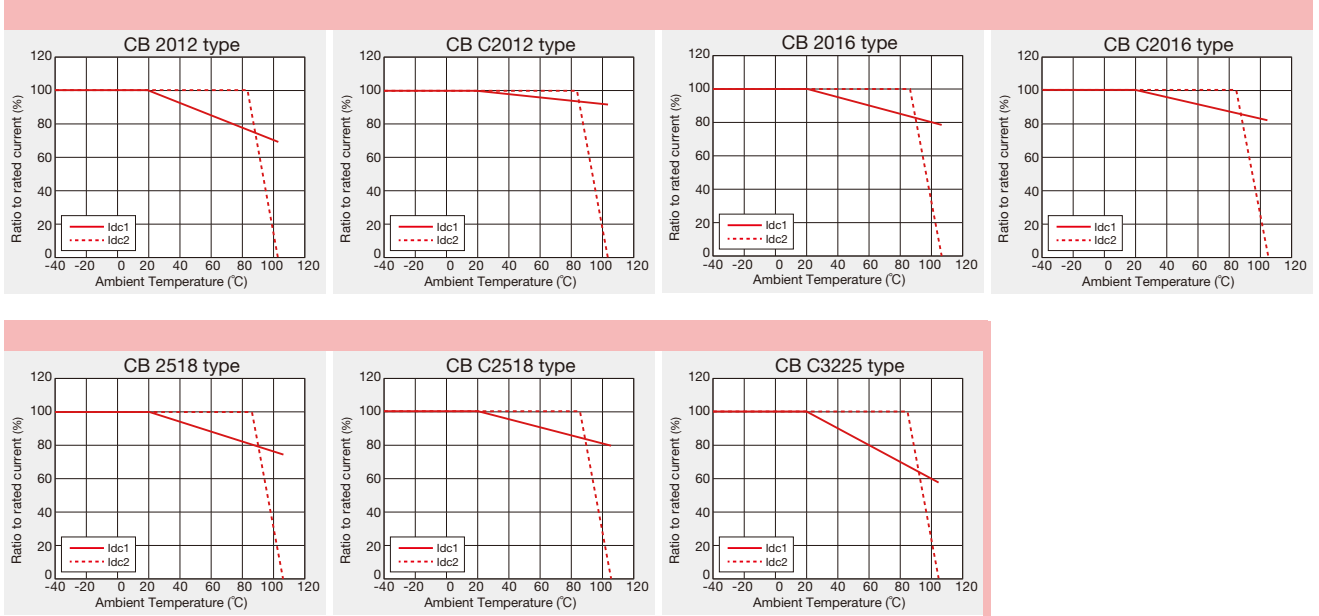 CB 2012 type
120
100
80
60
40
20
0
Ratio to rated current (%)
Idc1
Idc2
-40 -20 0 20 40 60 80 100 120
Ambient Temperature (℃)
CB C2012 type
120
100
80
60
40
20
0
Ratio to rated current (%)
Idc1
Idc2
-40 -20 0 20 40 60 80 100 120
Ambient Temperature (℃)
CB 2016 type
120
100
80
60
40
20
0
Ratio to rated current (%)
Idc1
Idc2
-40 -20 0 20 40 60 80 100 120
Ambient Temperature (℃)
CB C2016 type
120
100
80
60
40
20
0
Ratio to rated current (%)
Idc1
Idc2
-40 -20 0 20 40 60 80 100 120
Ambient Temperature (℃)
CB 2518 type
120
100
80
60
40
20
0
Ratio to rated current (%)
Idc1
Idc2
-40 -20 0 20 40 60 80 100 120
Ambient Temperature (℃)
CB C2518 type
120
100
80
60
40
20
0
Ratio to rated current (%)
Idc1
Idc2
-40 -20 0 20 40 60 80 100 120
Ambient Temperature (℃)
CB C3225 type
120
100
80
60
40
20
0
Ratio to rated current (%)
Idc1
Idc2
-40 -20 0 20 40 60 80 100 120
Ambient Temperature (℃)